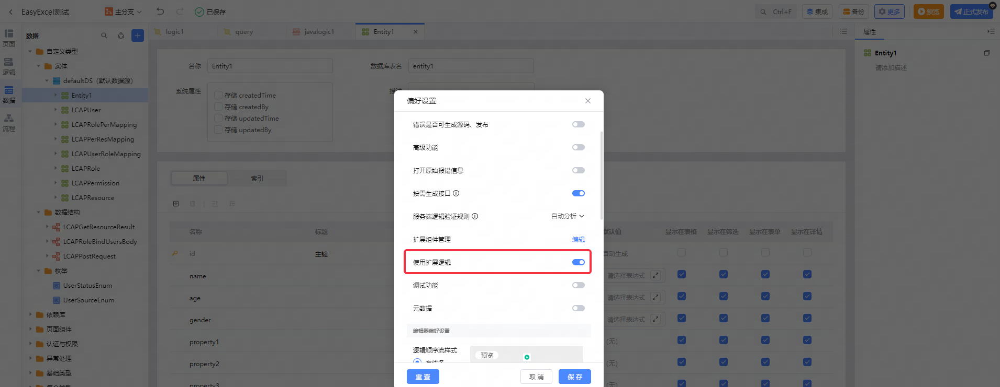 EasyExcel测试
主分支
已保存
Ctrl+F
集成
备份
更多
预览
正式发布
页面
逻辑
数据
流程
数据
自定义类型
实体
defaultDS（默认数据源）
Entity1
LCAPUser
LCAPRolePerMapping
LCAPPerResMapping
LCAPUserRoleMapping
LCAPRole
LCAPPermission
LCAPResource
数据结构
LCAPGetResourceResult
LCAPRoleBindUsersBody
LCAPPostRequest
枚举
UserStatusEnum
UserSourceEnum
依赖库
页面组件
认证与权限
异常处理
基础类型
logic1
query
javalogic1
Entity1
名称
Entity1
数据库表名
entity1
系统属性
存储 createdTime
存储 createdBy
存储 updatedTime
存储 updatedBy
属性
索引
名称
标题
默认值
显示在表格
显示在筛选
显示在表单
显示在详情
id
主键
自动生成
name
请选择表达式
age
请选择表达式
gender
请选择表达式
property1
(无)
property2
(无)
property3
偏好设置
错误是否可生成源码、发布
高级功能
打开原始报错信息
按需生成接口
服务端逻辑验证规则
自动分析
扩展组件管理
编辑
使用扩展逻辑
调试功能
元数据
编辑器偏好设置
逻辑顺序流样式
预览
重置
取消
保存
属性
Entity1
请添加描述